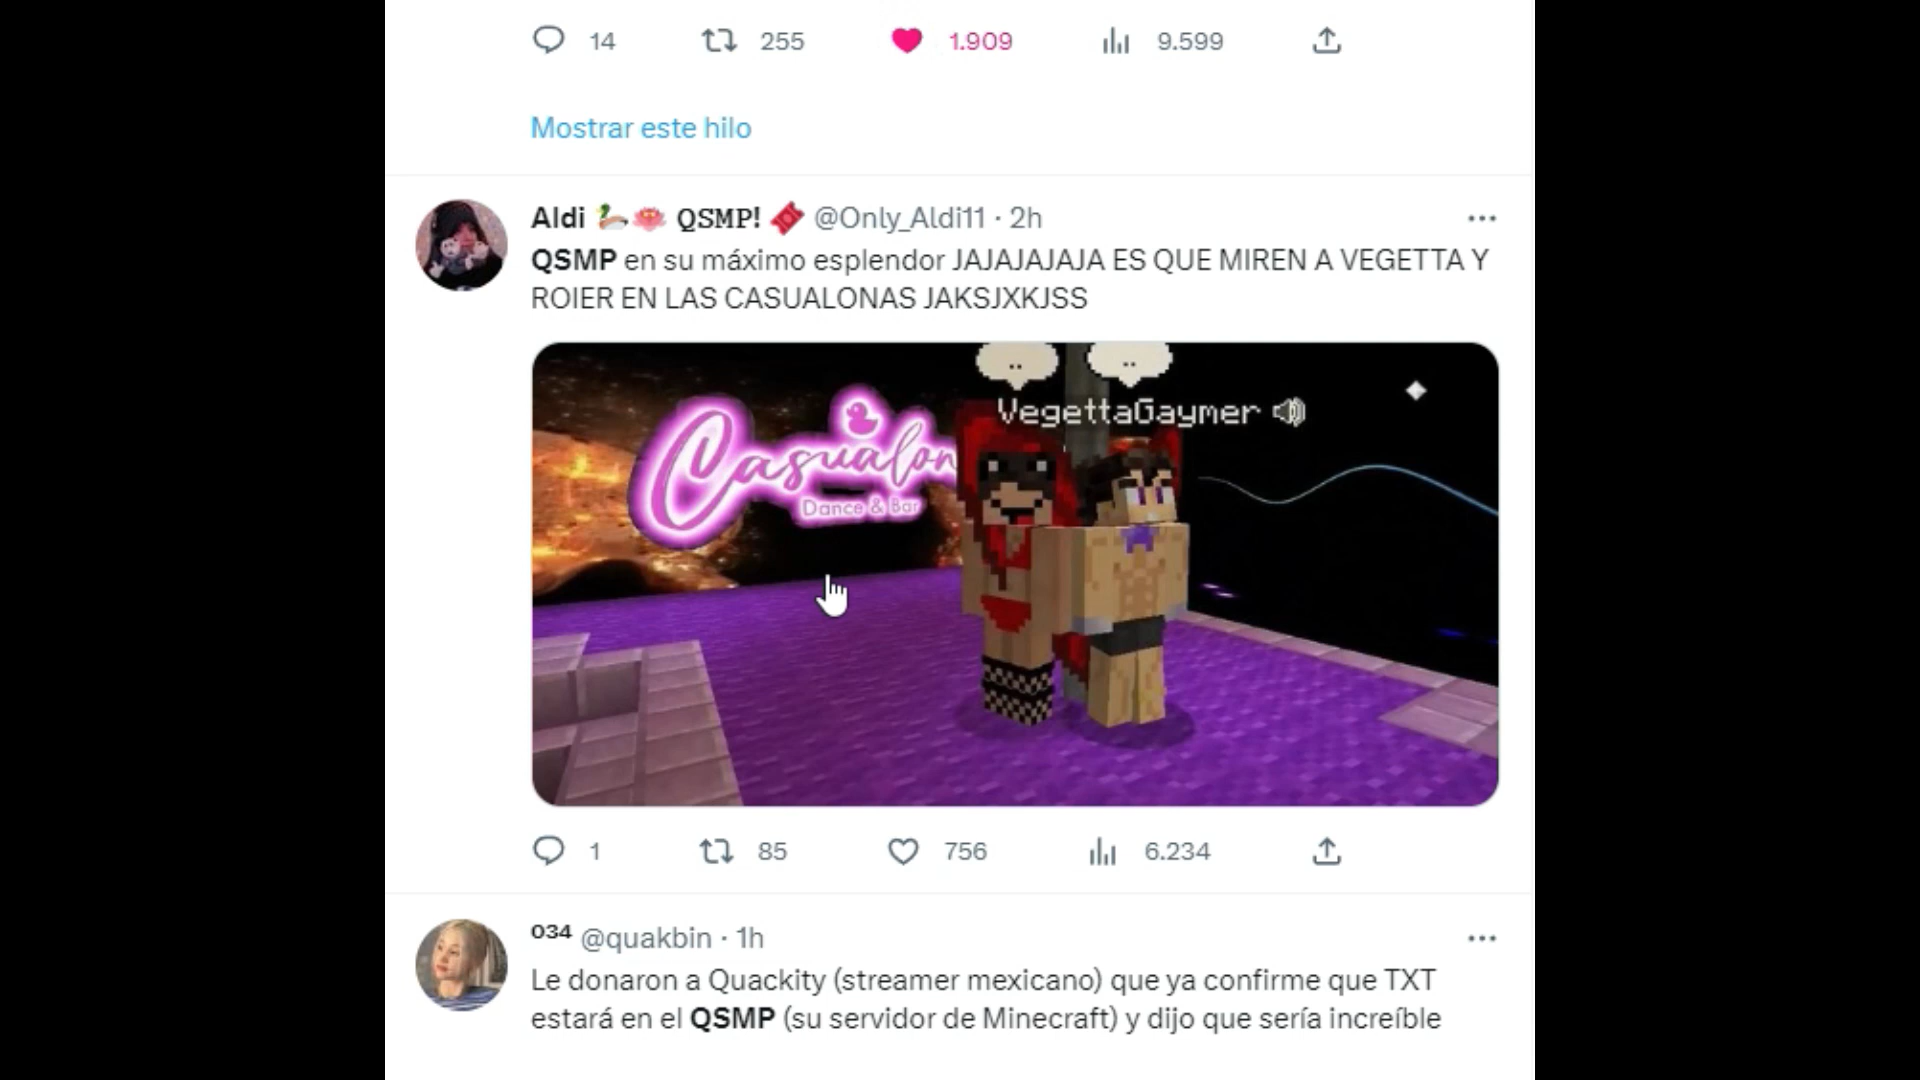 14 255 1.909 9.599
Mostrar este hilo
Aldi 🦆🪷 QSMP! 🎟️ @Only_Aldi11 · 2h
QSMP en su máximo esplendor JAJAJAJAJA ES QUE MIREN A VEGETTA Y
ROIER EN LAS CASUALONAS JAKSJXKJSS
..
..
VegettaGaymer
Casualon
Dance & Bar
1 85 756 6.234
034 @quakbin · 1h
Le donaron a Quackity (streamer mexicano) que ya confirme que TXT
estará en el QSMP (su servidor de Minecraft) y dijo que sería increíble